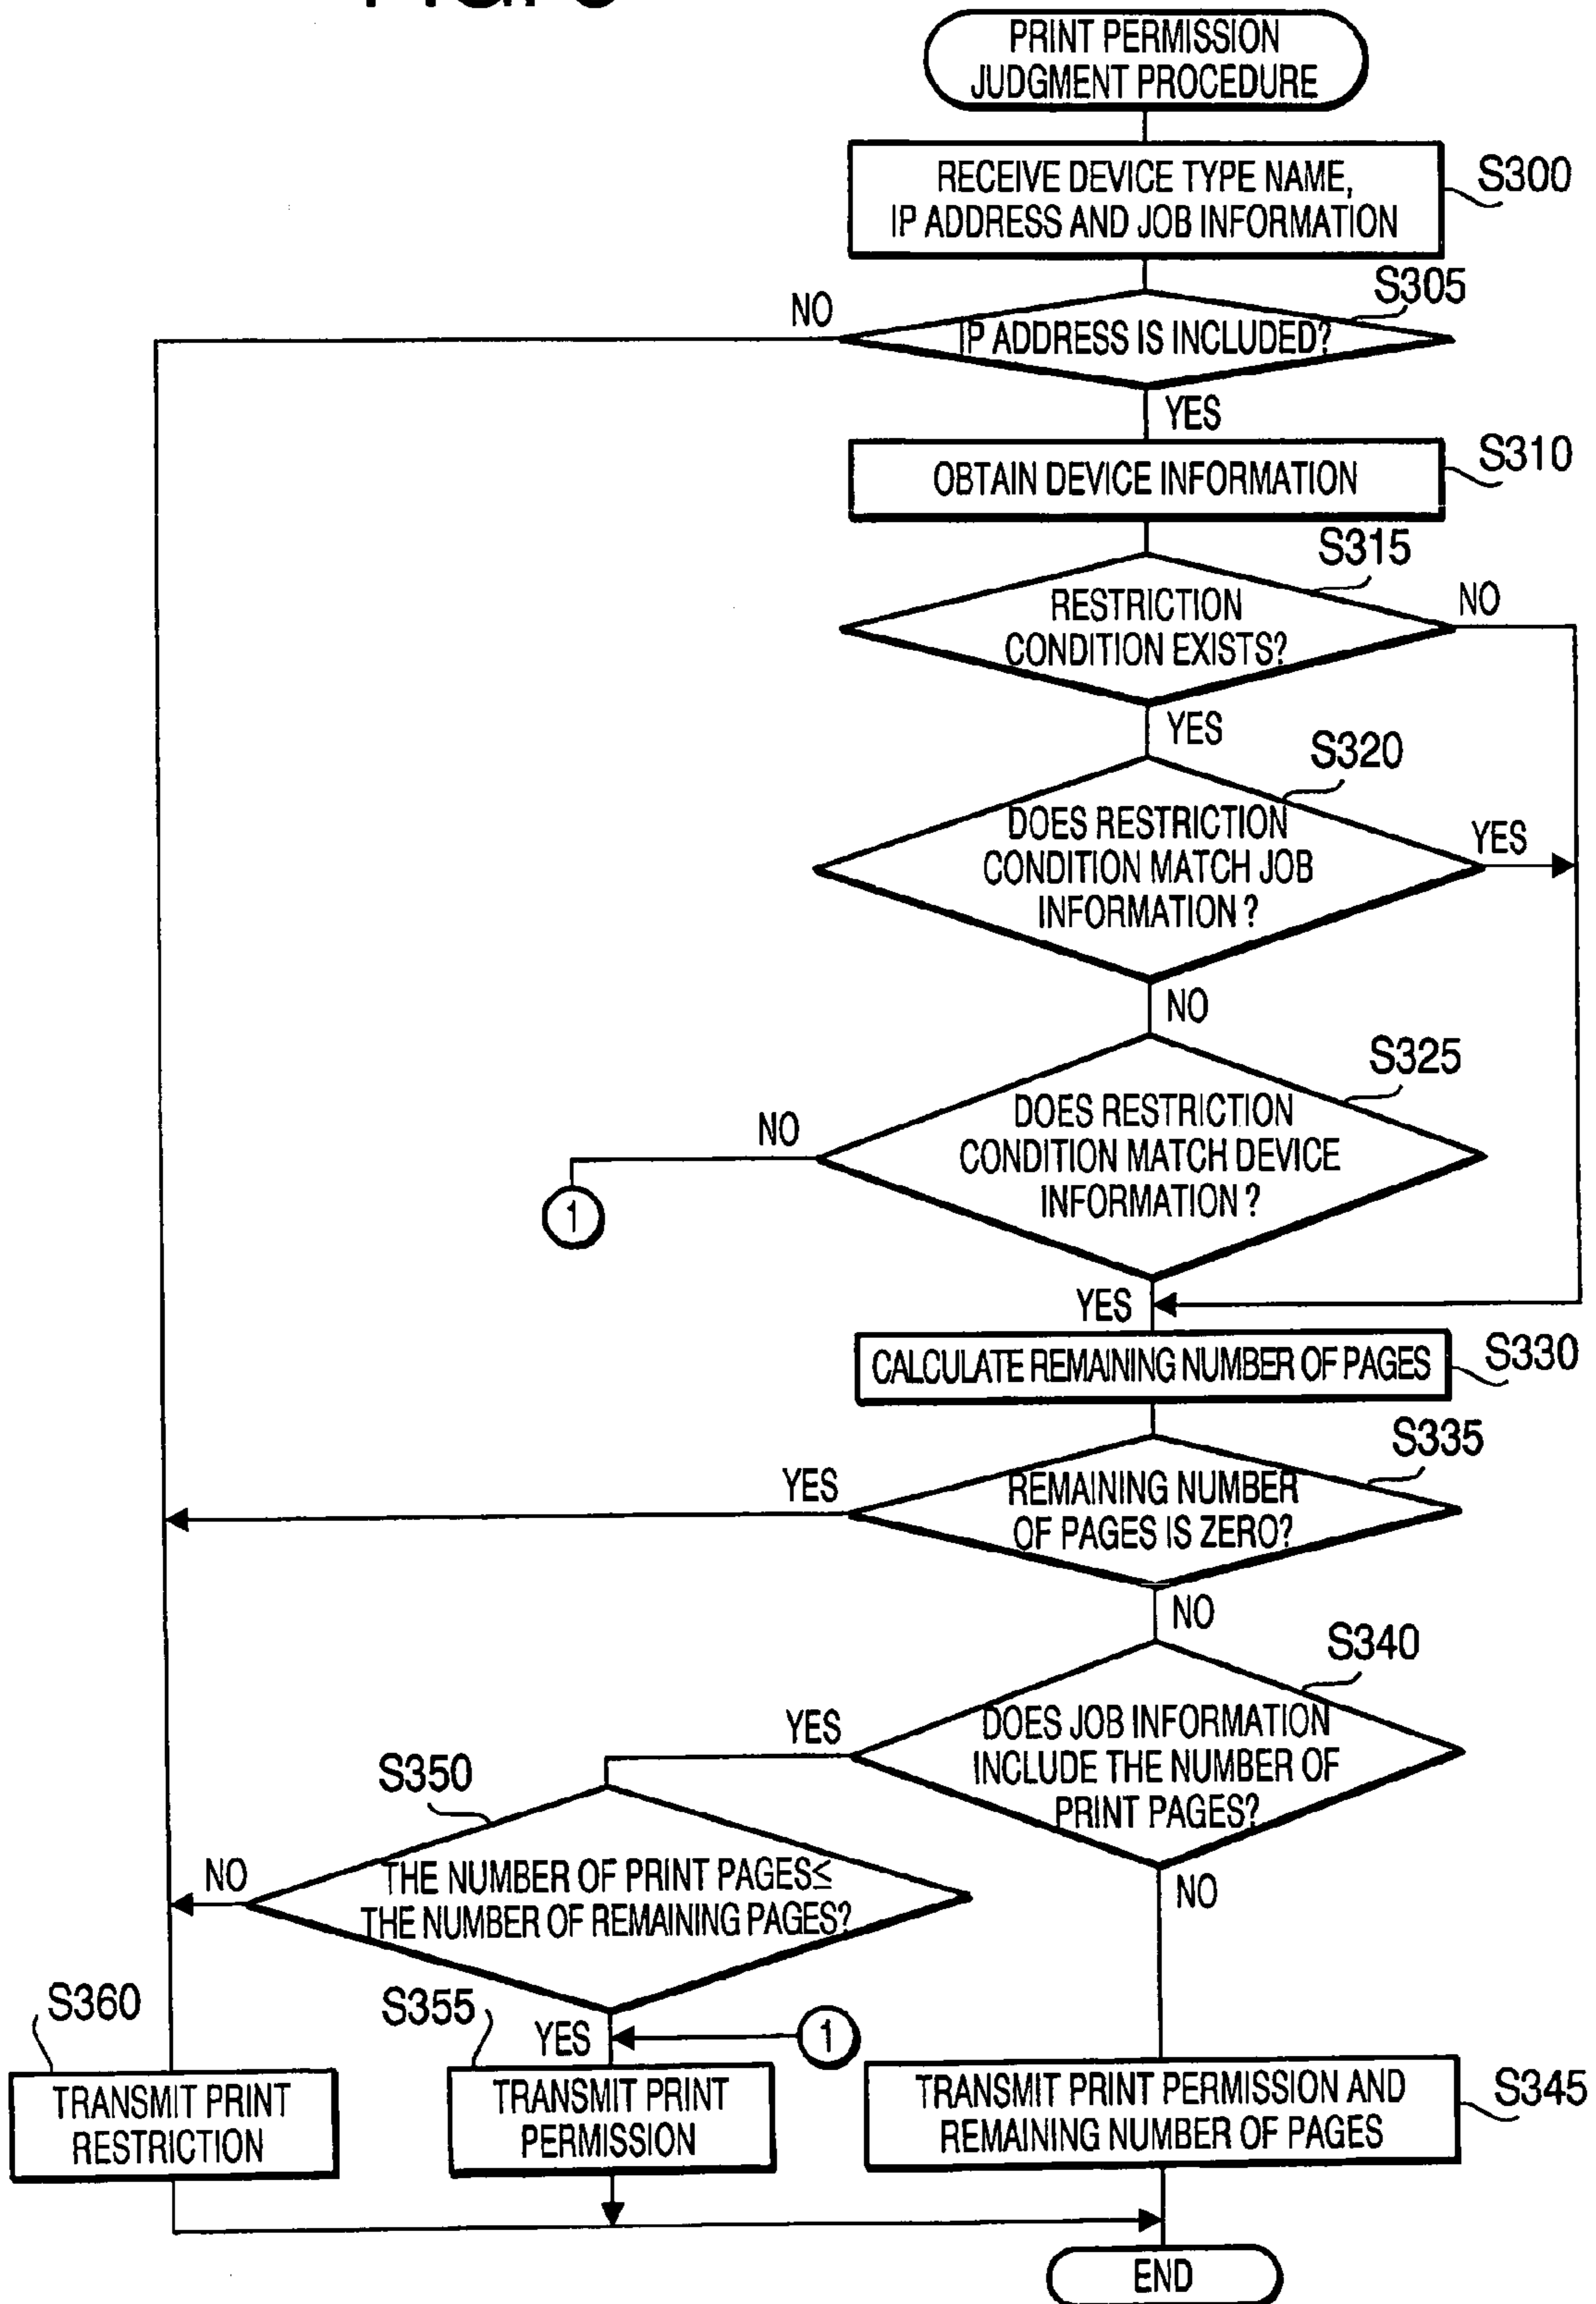 PRINT PERMISSION
JUDGMENT PROCEDURE
RECEIVE DEVICE TYPE NAME,
IP ADDRESS AND JOB INFORMATION
S300
S305
NO
IP ADDRESS IS INCLUDED?
YES
OBTAIN DEVICE INFORMATION
S310
S315
RESTRICTION
CONDITION EXISTS?
NO
YES
S320
DOES RESTRICTION
CONDITION MATCH JOB
INFORMATION ?
YES
NO
S325
DOES RESTRICTION
CONDITION MATCH DEVICE
INFORMATION ?
NO
1
YES
CALCULATE REMAINING NUMBER OF PAGES
S330
S335
YES
REMAINING NUMBER
OF PAGES IS ZERO?
NO
S340
YES
DOES JOB INFORMATION
INCLUDE THE NUMBER OF
PRINT PAGES?
S350
NO
THE NUMBER OF PRINT PAGES≤
THE NUMBER OF REMAINING PAGES?
NO
S360
S355
YES
1
TRANSMIT PRINT
RESTRICTION
TRANSMIT PRINT
PERMISSION
TRANSMIT PRINT PERMISSION AND
REMAINING NUMBER OF PAGES
S345
END